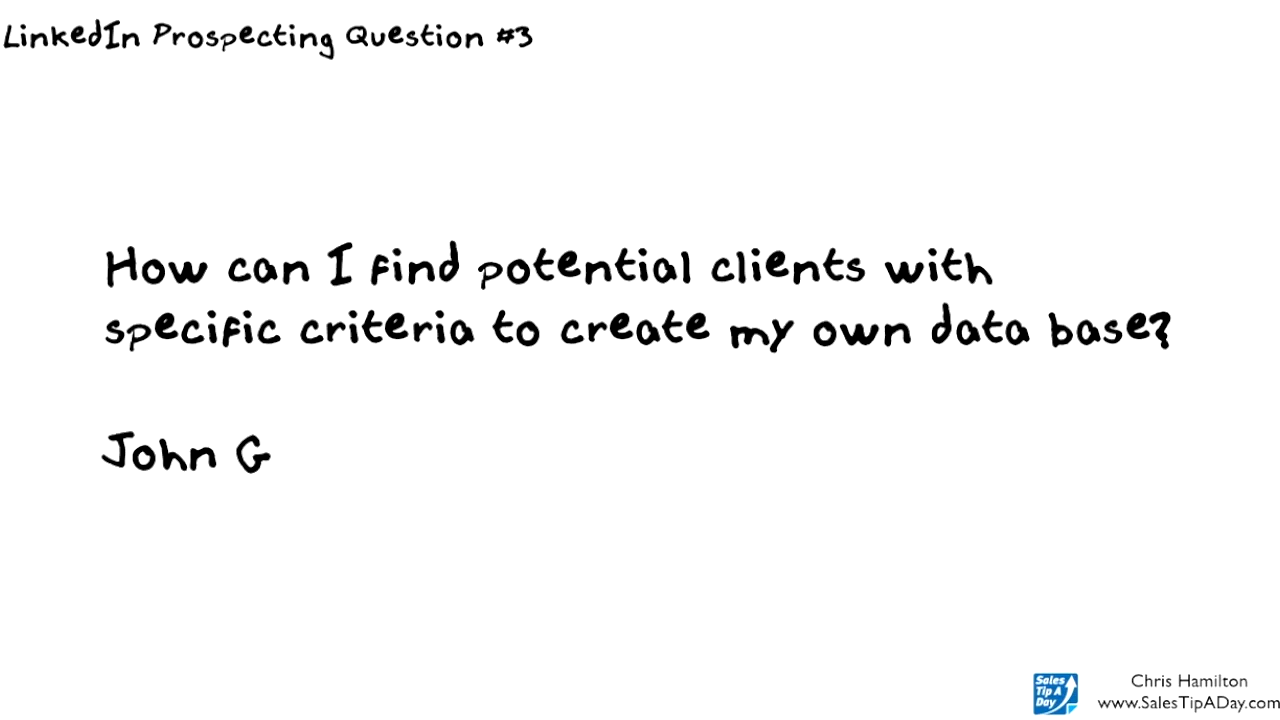 LinkedIn Prospecting Question #3
How can I find potential clients with
specific criteria to create my own data base?
John G
Sales
Tip A
Day
Chris Hamilton
www.SalesTipADay.com